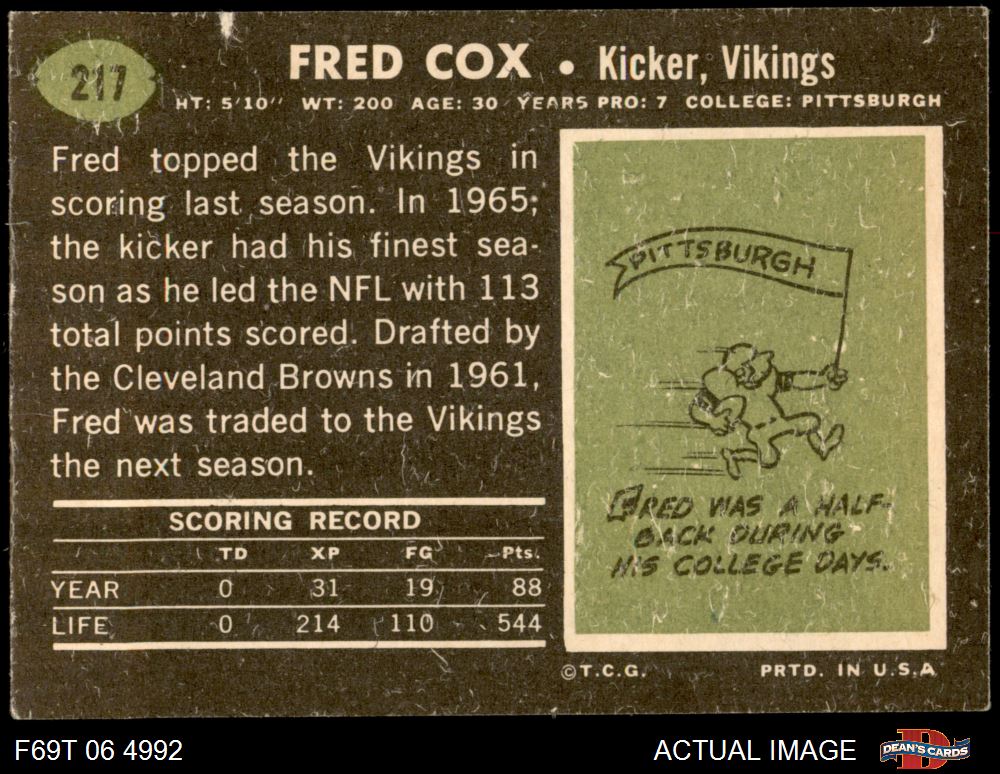 217
FRED COX • Kicker, Vikings
HT: 5'10" WT: 200 AGE: 30 YEARS PRO: 7 COLLEGE: PITTSBURGH
Fred topped the Vikings in
scoring last season. In 1965;
the kicker had his finest sea-
son as he led the NFL with 113
total points scored. Drafted by
the Cleveland Browns in 1961,
Fred was traded to the Vikings
the next season.
SCORING RECORD
TD XP FG Pts.
YEAR 0 31 19 88
LIFE 0 214 110 544
PITTSBURGH
FRED WAS A HALF-
BACK DURING
HIS COLLEGE DAYS.
©T.C.G. PRTD. IN U.S.A
F69T 06 4992 ACTUAL IMAGE DEAN'S CARDS